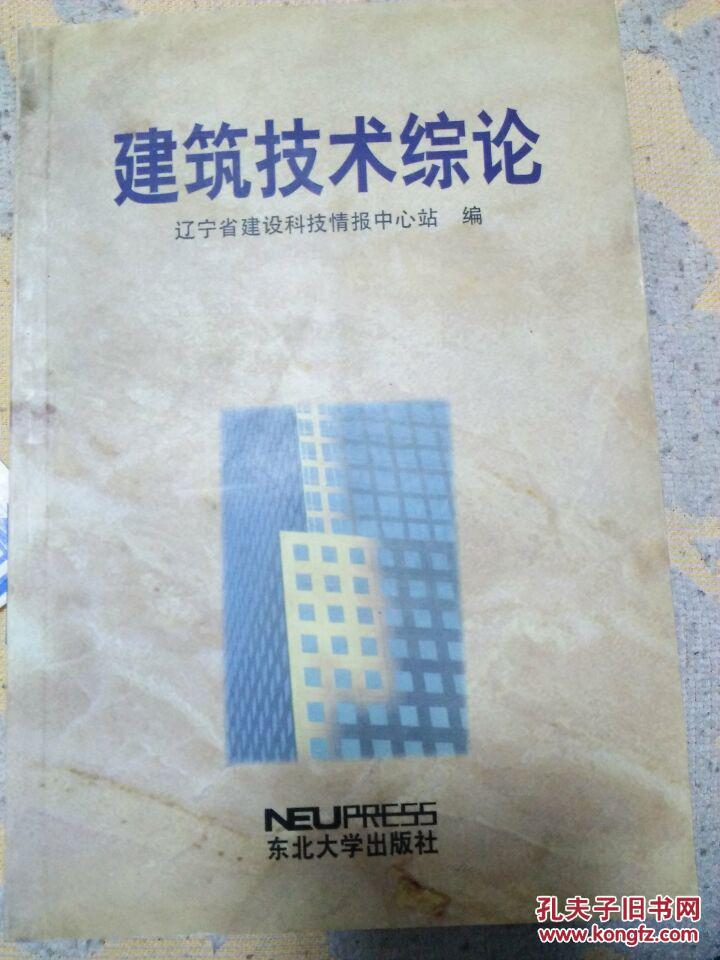 建筑技术综论
辽宁省建设科技情报中心站 编
NEUPRESS
东北大学出版社
孔夫子旧书网
www.kongfz.com